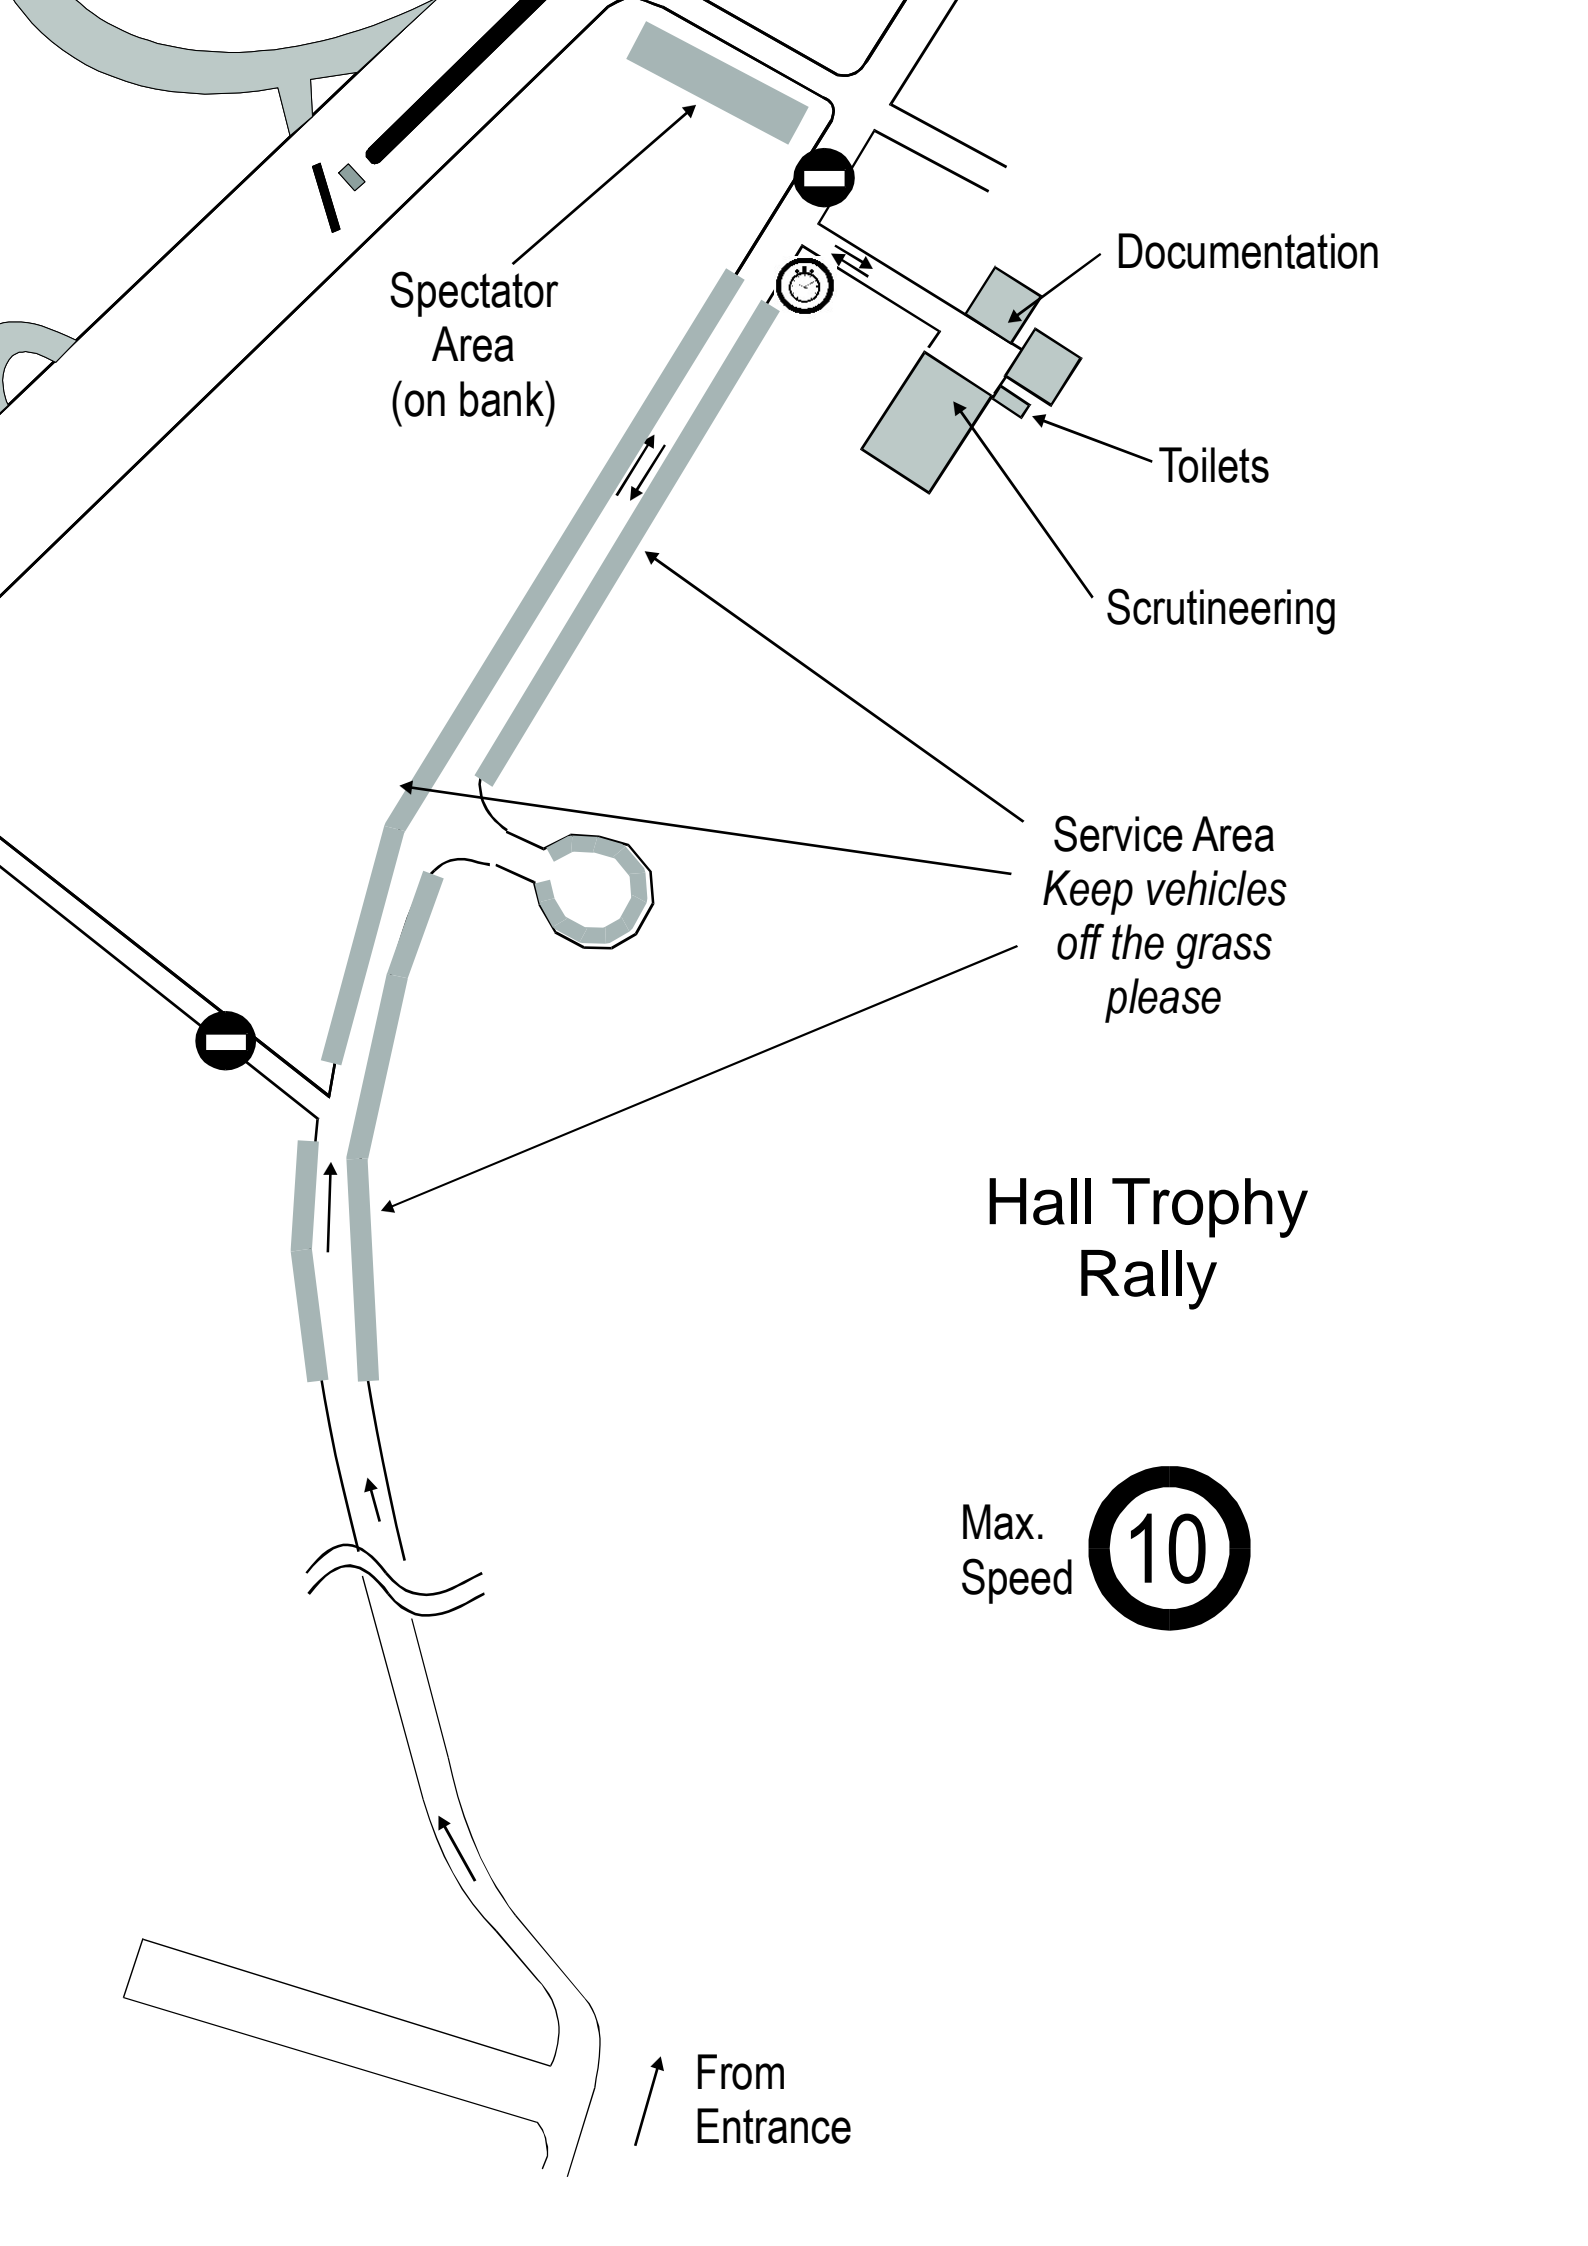 Documentation
Spectator
Area
(on bank)
Toilets
Scrutineering
Service Area
Keep vehicles
off the grass
please
Hall Trophy
Rally
Max.
Speed
10
From
Entrance